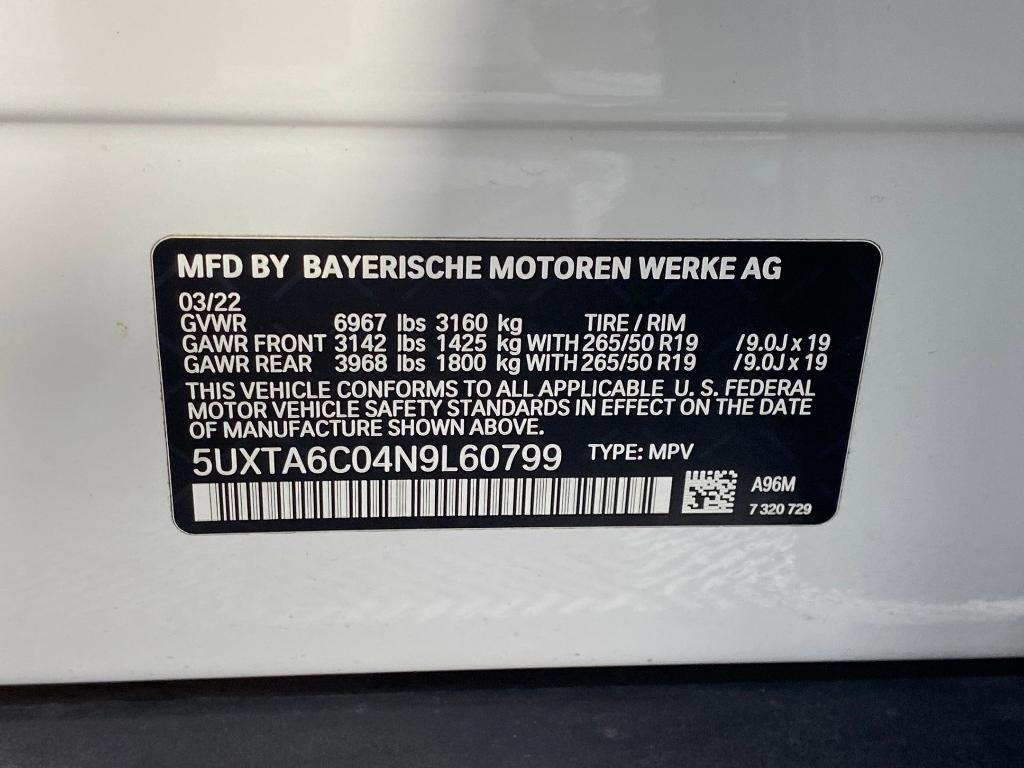 MFD BY BAYERISCHE MOTOREN WERKE AG
03/22
GVWR 6967 lbs 3160 kg TIRE / RIM
GAWR FRONT 3142 lbs 1425 kg WITH 265/50 R19 /9.0J x 19
GAWR REAR 3968 lbs 1800 kg WITH 265/50 R19 /9.0J x 19
THIS VEHICLE CONFORMS TO ALL APPLICABLE U. S. FEDERAL
MOTOR VEHICLE SAFETY STANDARDS IN EFFECT ON THE DATE
OF MANUFACTURE SHOWN ABOVE.
5UXTA6C04N9L60799 TYPE: MPV
A96M
7 320 729